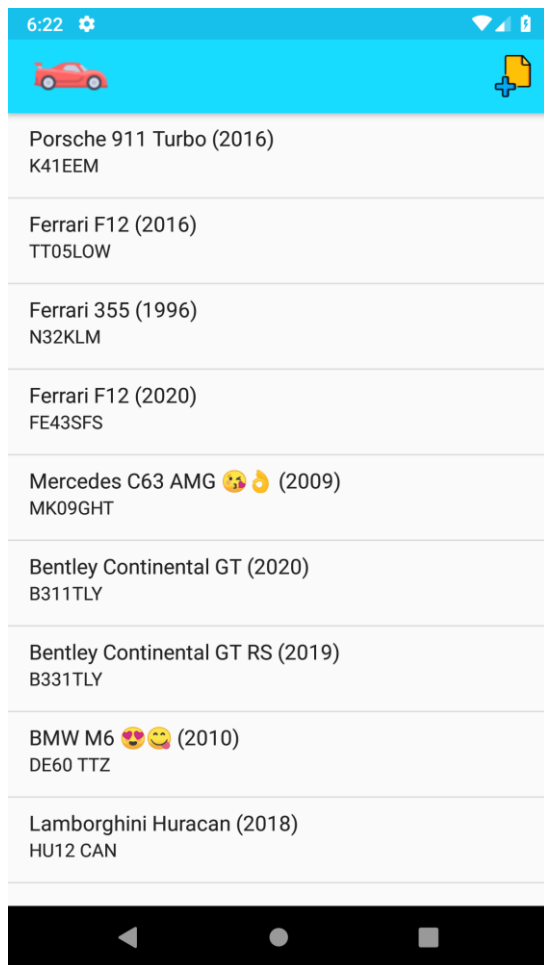 6:22
Porsche 911 Turbo (2016)
K41EEM
Ferrari F12 (2016)
TT05LOW
Ferrari 355 (1996)
N32KLM
Ferrari F12 (2020)
FE43SFS
Mercedes C63 AMG 😘👌 (2009)
MK09GHT
Bentley Continental GT (2020)
B311TLY
Bentley Continental GT RS (2019)
B331TLY
BMW M6 😍😋 (2010)
DE60 TTZ
Lamborghini Huracan (2018)
HU12 CAN